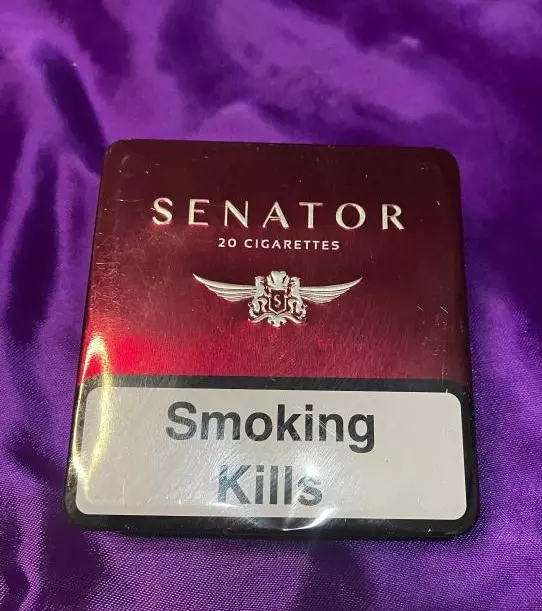 SENATOR
20 CIGARETTES
S
Smoking
Kills